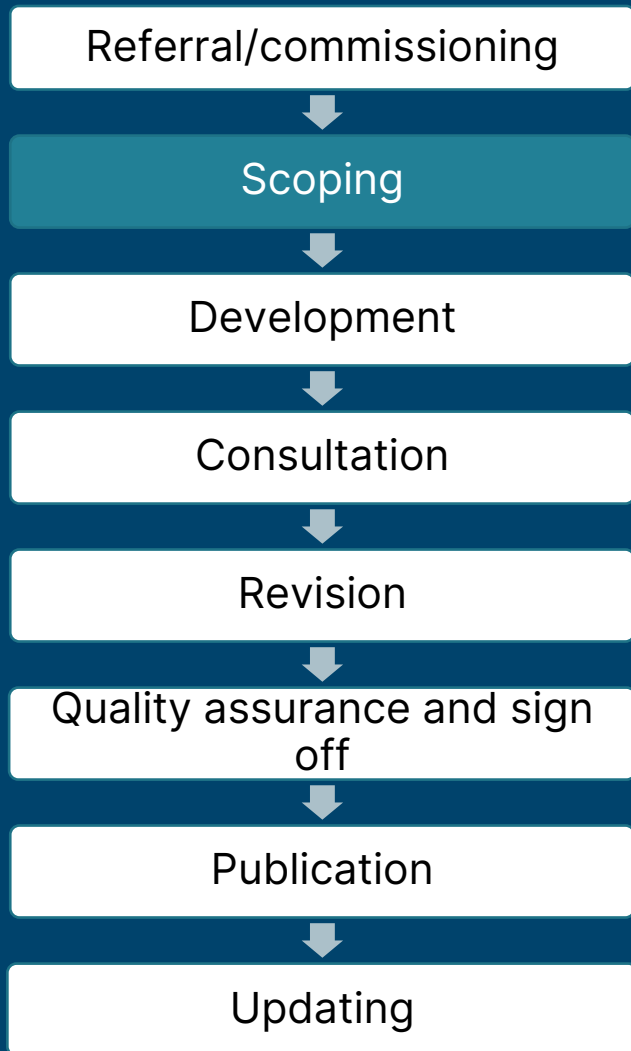 Referral/commissioning
Scoping
Development
Consultation
Revision
Quality assurance and sign
off
Publication
Updating